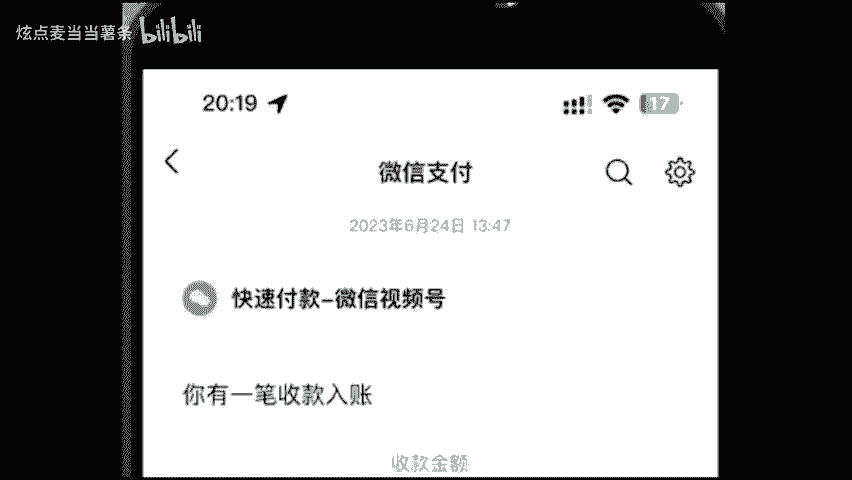 炫点麦当当薯条 bilibili
20:19 17
微信支付
2023年6月24日 13:47
快速付款-微信视频号
你有一笔收款入账
收款金额